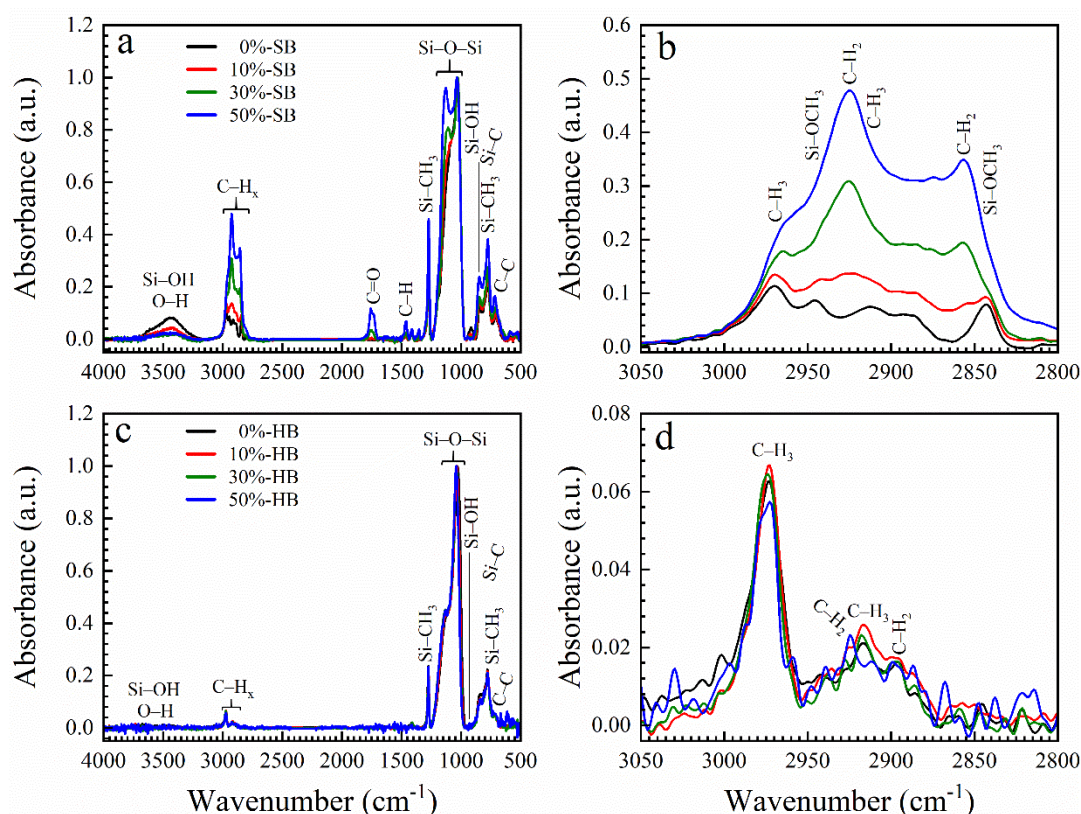 a
0%-SB
10%-SB
30%-SB
50%-SB
Si–OH
O–H
C–Hₓ
C=O
C–H
Si–CH₃
Si–O–Si
Si–OH
Si–C
Si–CH₃
C–C
Absorbance (a.u.)
1.2
1.0
0.8
0.6
0.4
0.2
0.0
4000 3500 3000 2500 2000 1500 1000 500
b
C–H₃
Si–OCH₃
C–H₂
C–H₃
C–H₂
Si–OCH₃
Absorbance (a.u.)
0.6
0.5
0.4
0.3
0.2
0.1
0.0
3050 3000 2950 2900 2850 2800
c
0%-HB
10%-HB
30%-HB
50%-HB
Si–OH
O–H
C–Hₓ
Si–CH₃
Si–O–Si
Si–OH
Si–C
Si–CH₃
C–C
Absorbance (a.u.)
1.2
1.0
0.8
0.6
0.4
0.2
0.0
4000 3500 3000 2500 2000 1500 1000 500
Wavenumber (cm⁻¹)
d
C–H₃
C–H₂
C–H₃
C–H₂
Absorbance (a.u.)
0.08
0.06
0.04
0.02
0.00
3050 3000 2950 2900 2850 2800
Wavenumber (cm⁻¹)